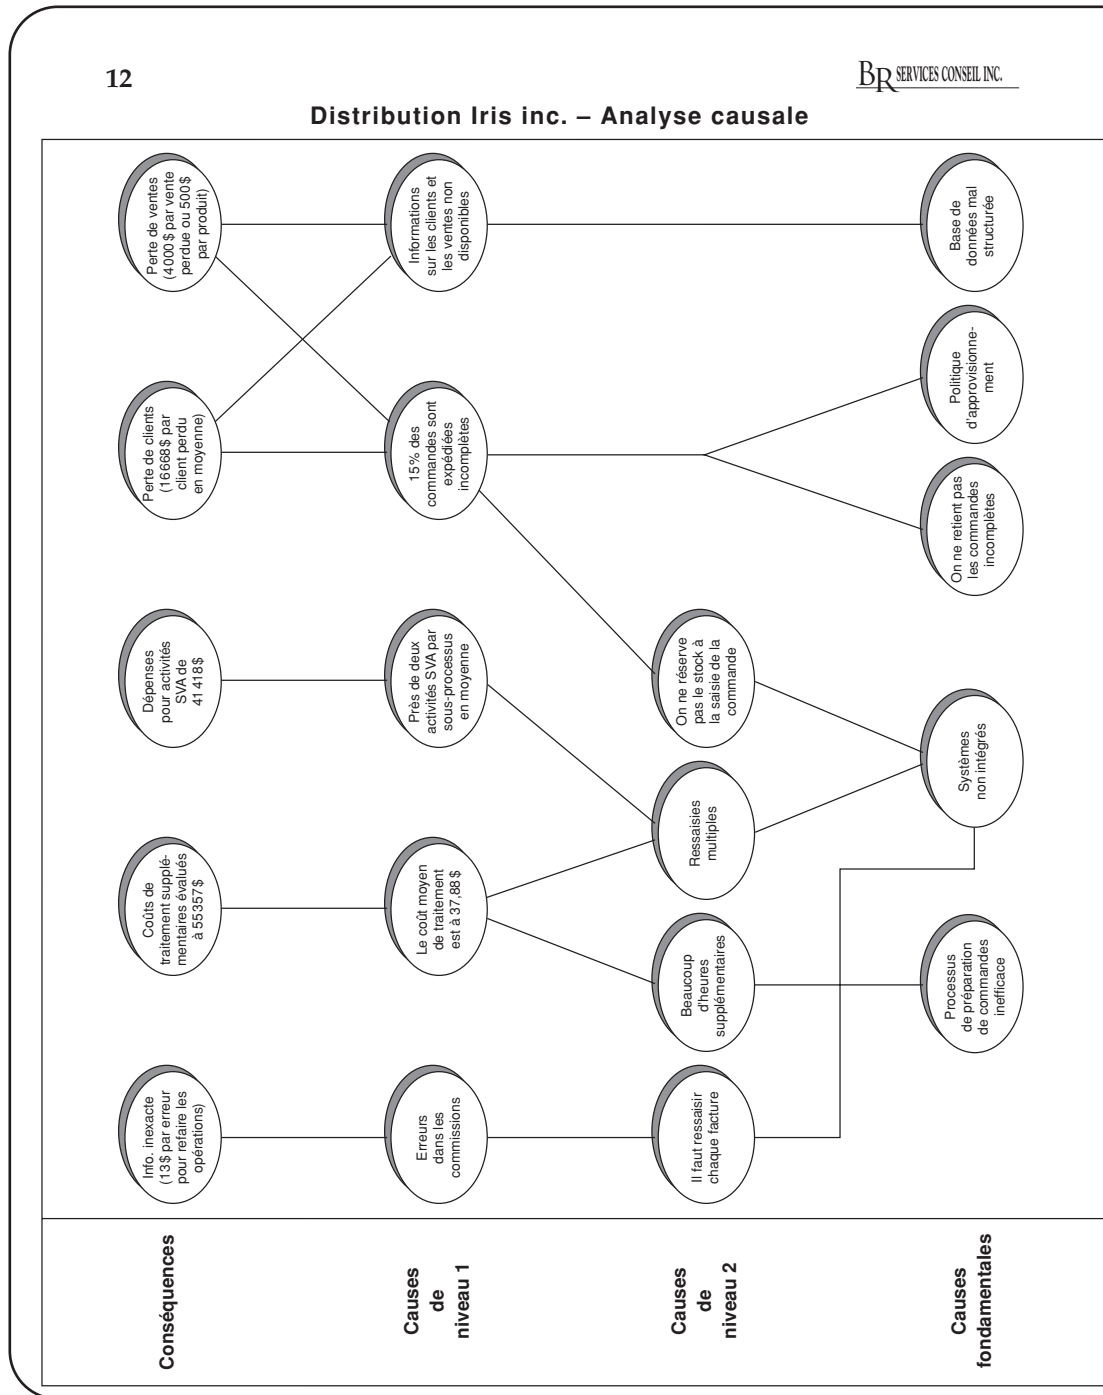 12
BR SERVICES CONSEIL INC.
Distribution Iris inc. – Analyse causale
Conséquences
Info. inexacte
(13$ par erreur
pour refaire les
opérations)
Coûts de
traitement supplé-
mentaires évalués
à 55357$
Dépenses
pour activités
SVA de
41 418$
Perte de clients
(16668$ par
client perdu
en moyenne)
Perte de ventes
(4000$ par vente
perdue ou 500$
par produit)
Causes
de
niveau 1
Erreurs
dans les
commissions
Le coût moyen
de traitement
est à 37,88$
Près de deux
activités SVA par
sous-processus
en moyenne
15% des
commandes sont
expédiées
incomplètes
Informations
sur les clients et
les ventes non
disponibles
Causes
de
niveau 2
Il faut ressaisir
chaque facture
Beaucoup
d'heures
supplémentaires
Ressaisies
multiples
On ne réserve
pas le stock à
la saisie de la
commande
Causes
fondamentales
Processus
de préparation
de commandes
inefficace
Systèmes
non intégrés
On ne retient pas
les commandes
incomplètes
Politique
d'approvisionne-
ment
Base de
données mal
structurée